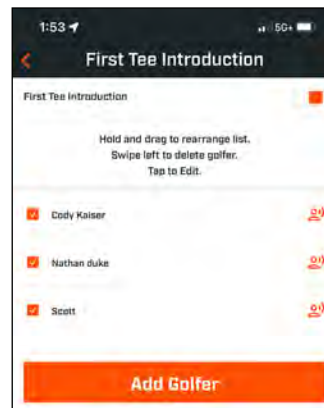 1:53
5G+
First Tee Introduction
First Tee Introduction
Hold and drag to rearrange list.
Swipe left to delete golfer.
Tap to Edit.
Cody Kaiser
Nathan duke
Scott
Add Golfer